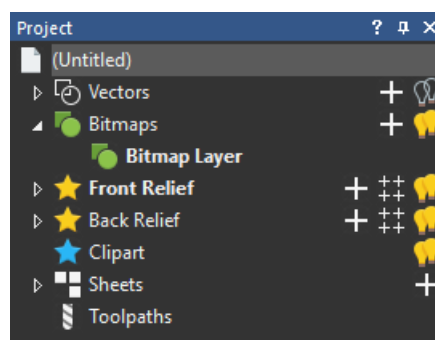 Project
(Untitled)
Vectors
Bitmaps
Bitmap Layer
Front Relief
Back Relief
Clipart
Sheets
Toolpaths